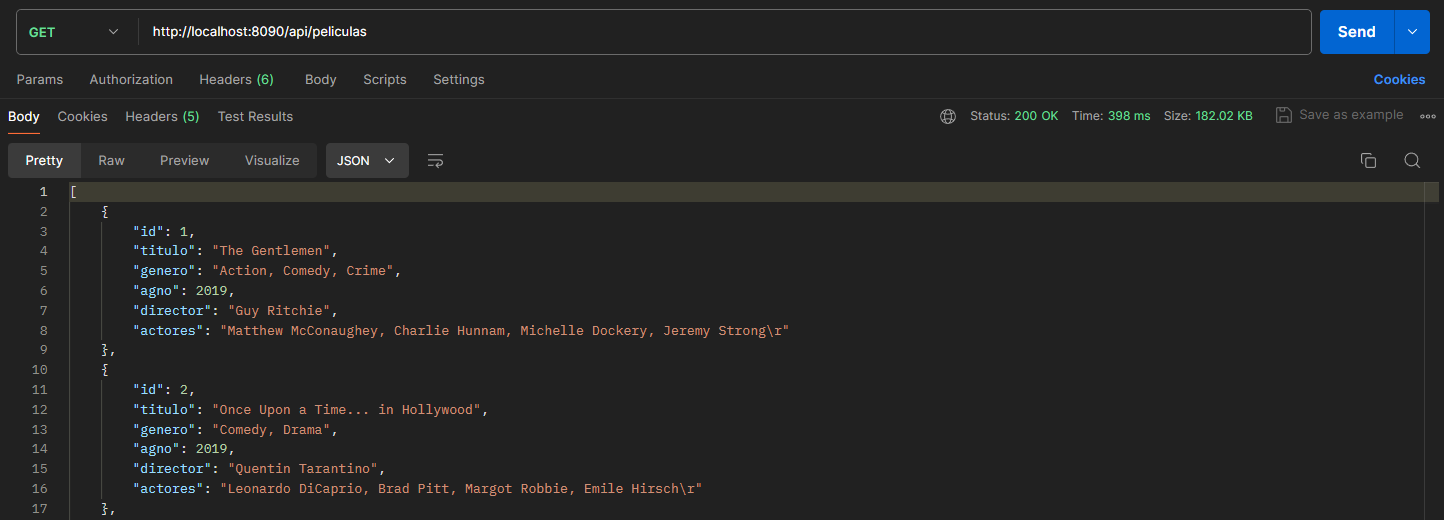 GET http://localhost:8090/api/peliculas Send
Params Authorization Headers (6) Body Scripts Settings Cookies
Body Cookies Headers (5) Test Results Status: 200 OK Time: 398 ms Size: 182.02 KB Save as example
Pretty Raw Preview Visualize JSON
1 [
2 {
3 "id": 1,
4 "titulo": "The Gentlemen",
5 "genero": "Action, Comedy, Crime",
6 "agno": 2019,
7 "director": "Guy Ritchie",
8 "actores": "Matthew McConaughey, Charlie Hunnam, Michelle Dockery, Jeremy Strong\r"
9 },
10 {
11 "id": 2,
12 "titulo": "Once Upon a Time... in Hollywood",
13 "genero": "Comedy, Drama",
14 "agno": 2019,
15 "director": "Quentin Tarantino",
16 "actores": "Leonardo DiCaprio, Brad Pitt, Margot Robbie, Emile Hirsch\r"
17 },